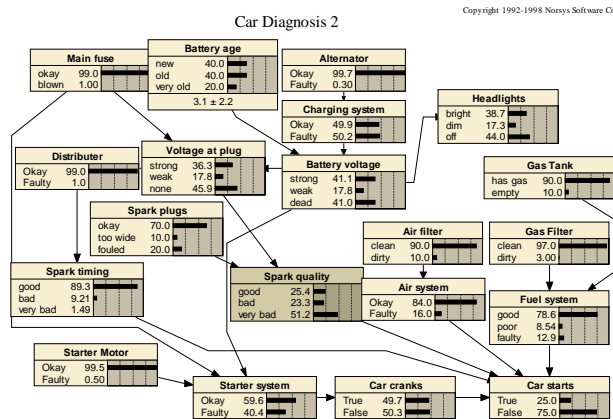 Copyright 1992-1998 Norsys Software Co
Car Diagnosis 2
Main fuse
okay 99.0
blown 1.00
Battery age
new 40.0
old 40.0
very old 20.0
3.1 ± 2.2
Alternator
Okay 99.7
Faulty 0.30
Charging system
Okay 49.9
Faulty 50.2
Headlights
bright 38.7
dim 17.3
off 44.0
Distributer
Okay 99.0
Faulty 1.0
Voltage at plug
strong 36.3
weak 17.8
none 45.9
Battery voltage
strong 41.1
weak 17.8
dead 41.0
Gas Tank
has gas 90.0
empty 10.0
Spark plugs
okay 70.0
too wide 10.0
fouled 20.0
Air filter
clean 90.0
dirty 10.0
Gas Filter
clean 97.0
dirty 3.00
Spark timing
good 89.3
bad 9.21
very bad 1.49
Spark quality
good 25.4
bad 23.3
very bad 51.2
Air system
Okay 84.0
Faulty 16.0
Fuel system
good 78.6
poor 8.54
faulty 12.9
Starter Motor
Okay 99.5
Faulty 0.50
Starter system
Okay 59.6
Faulty 40.4
Car cranks
True 49.7
False 50.3
Car starts
True 25.0
False 75.0